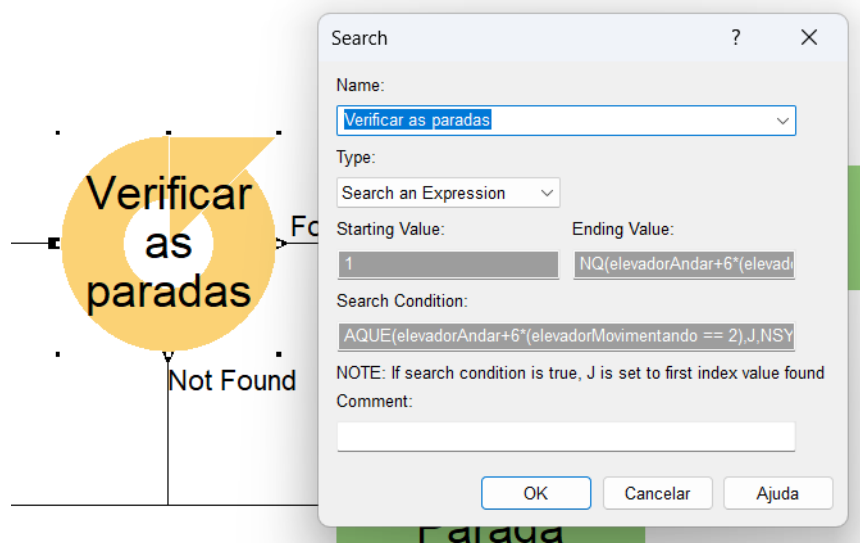 Search
?
Name:
Verificar as paradas
Type:
Search an Expression
Starting Value:
Ending Value:
1
NQ(elevadorAndar+6*(elevad
Search Condition:
AQUE(elevadorAndar+6*(elevadorMovimentando == 2),J,NSY
NOTE: If search condition is true, J is set to first index value found
Comment:
OK
Cancelar
Ajuda
Verificar
as
paradas
Fo
Not Found
Parada